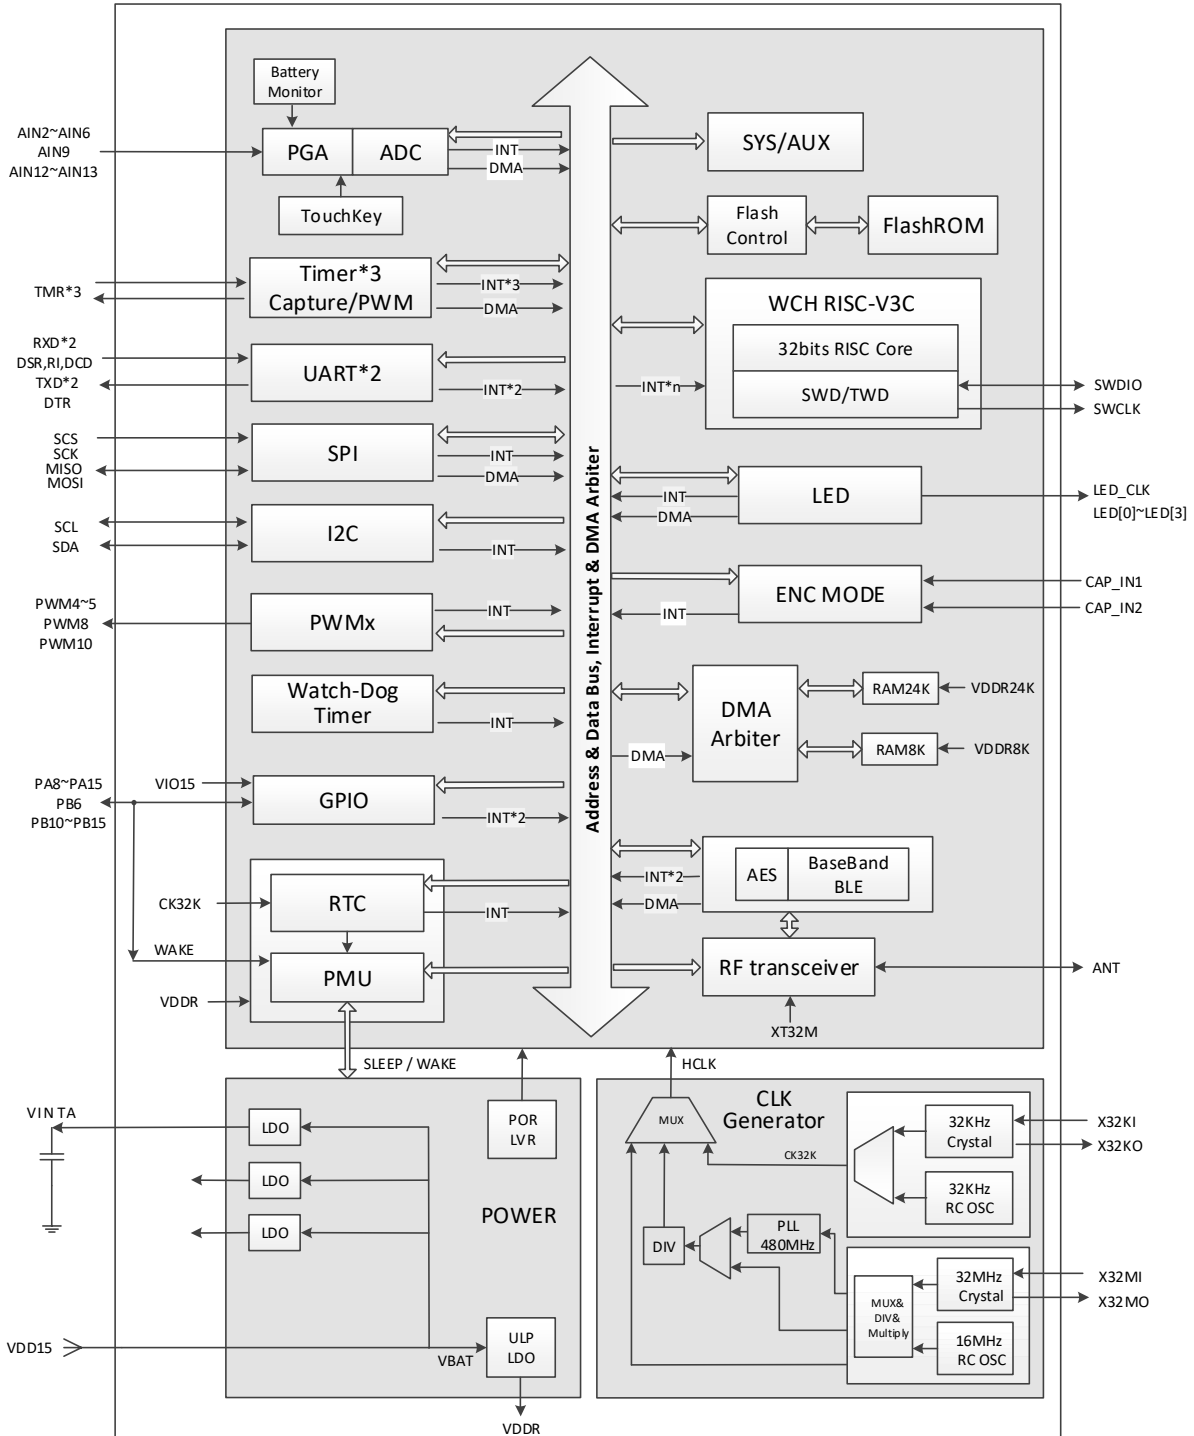 Battery
Monitor
AIN2~AIN6
AIN9
AIN12~AIN13
PGA
ADC
INT
DMA
TouchKey
TMR*3
Timer*3
Capture/PWM
INT*3
DMA
RXD*2
DSR,RI,DCD
TXD*2
DTR
UART*2
INT*2
SCS
SCK
MISO
MOSI
SPI
INT
DMA
SCL
SDA
I2C
INT
PWM4~5
PWM8
PWM10
PWMx
INT
Watch-Dog
Timer
INT
PA8~PA15
PB6
PB10~PB15
VIO15
GPIO
INT*2
CK32K
RTC
INT
WAKE
PMU
VDDR
Address & Data Bus, Interrupt & DMA Arbiter
SYS/AUX
Flash
Control
FlashROM
WCH RISC-V3C
32bits RISC Core
INT*n
SWD/TWD
SWDIO
SWCLK
INT
DMA
LED
LED_CLK
LED[0]~LED[3]
INT
ENC MODE
CAP_IN1
CAP_IN2
DMA
DMA
Arbiter
RAM24K
VDDR24K
RAM8K
VDDR8K
INT*2
DMA
AES
BaseBand
BLE
RF transceiver
ANT
XT32M
SLEEP / WAKE
HCLK
VINTA
LDO
LDO
LDO
POR
LVR
POWER
VDD15
VBAT
ULP
LDO
VDDR
CLK
Generator
MUX
CK32K
32KHz
Crystal
X32KI
X32KO
32KHz
RC OSC
DIV
PLL
480MHz
MUX&
DIV&
Multiply
32MHz
Crystal
X32MI
X32MO
16MHz
RC OSC